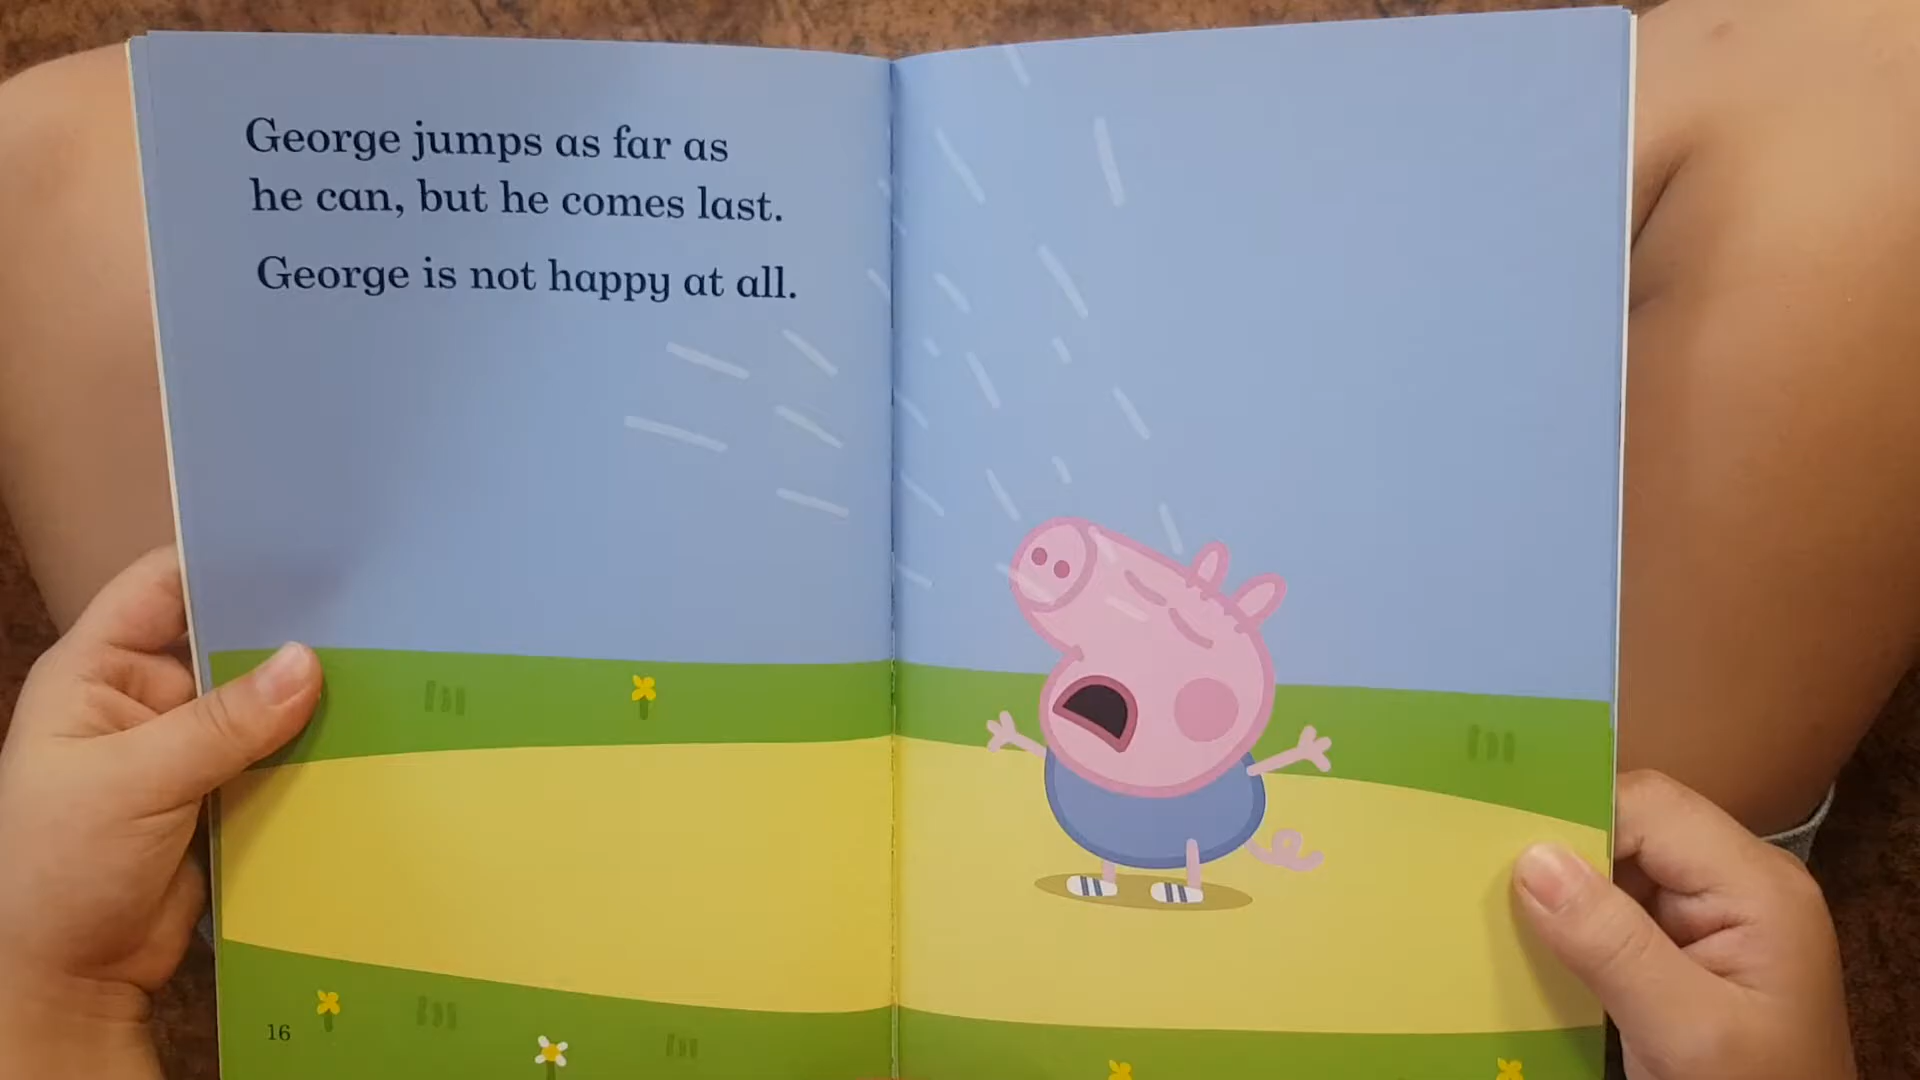 George jumps as far as
he can, but he comes last.
George is not happy at all.
16